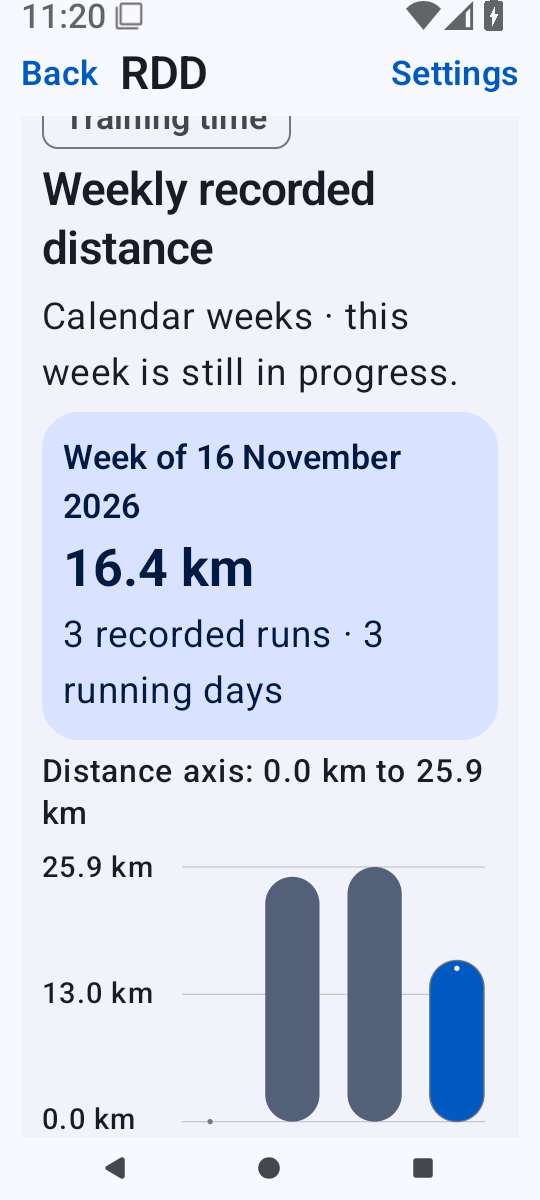 11:20
Back RDD Settings
Training time
Weekly recorded
distance
Calendar weeks · this
week is still in progress.
Week of 16 November
2026
16.4 km
3 recorded runs · 3
running days
Distance axis: 0.0 km to 25.9
km
25.9 km
13.0 km
0.0 km